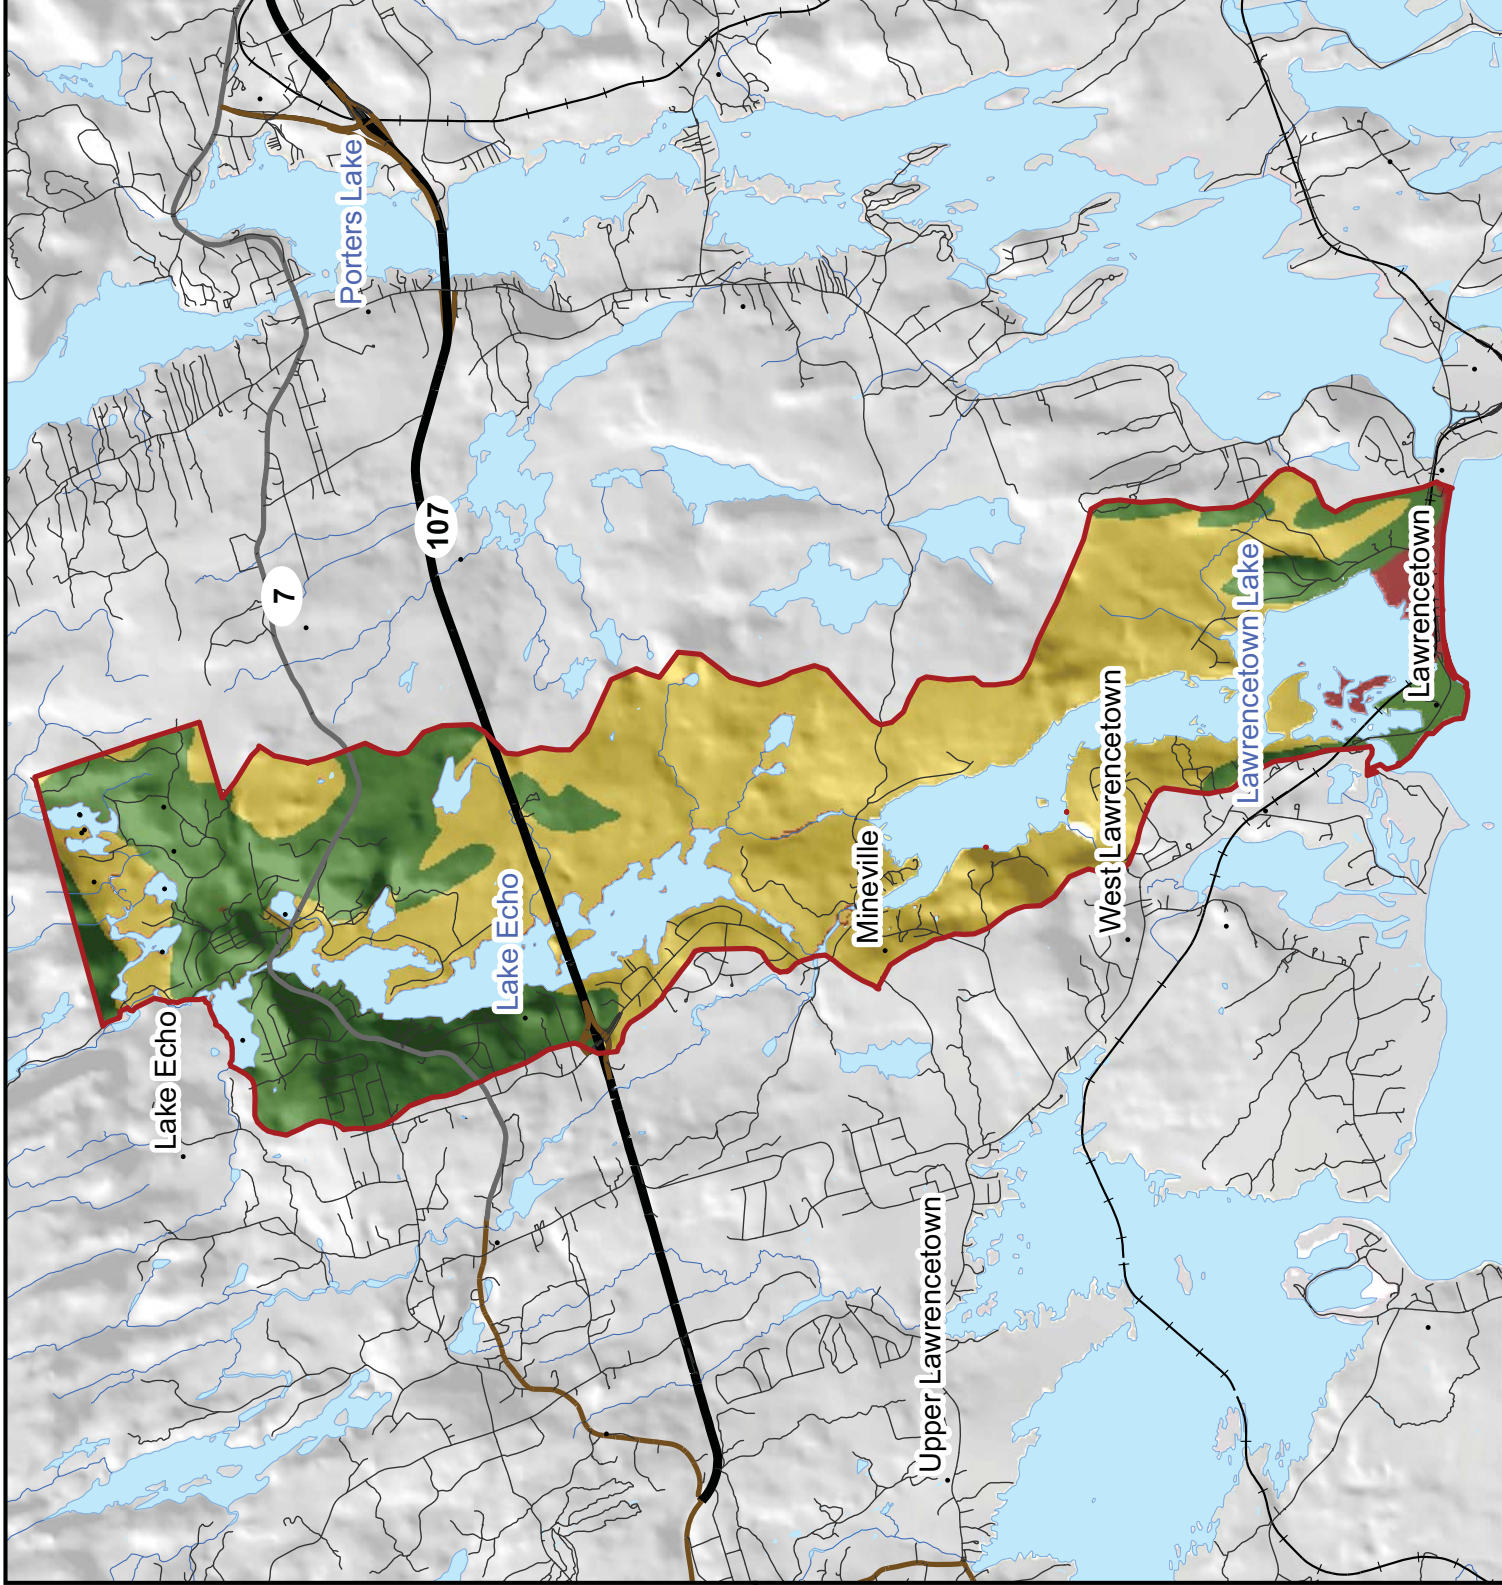 Porters Lake
7
107
Lake Echo
Lake Echo
Mineville
West Lawrencetown
Lawrencetown Lake
Lawrencetown
Upper Lawrencetown